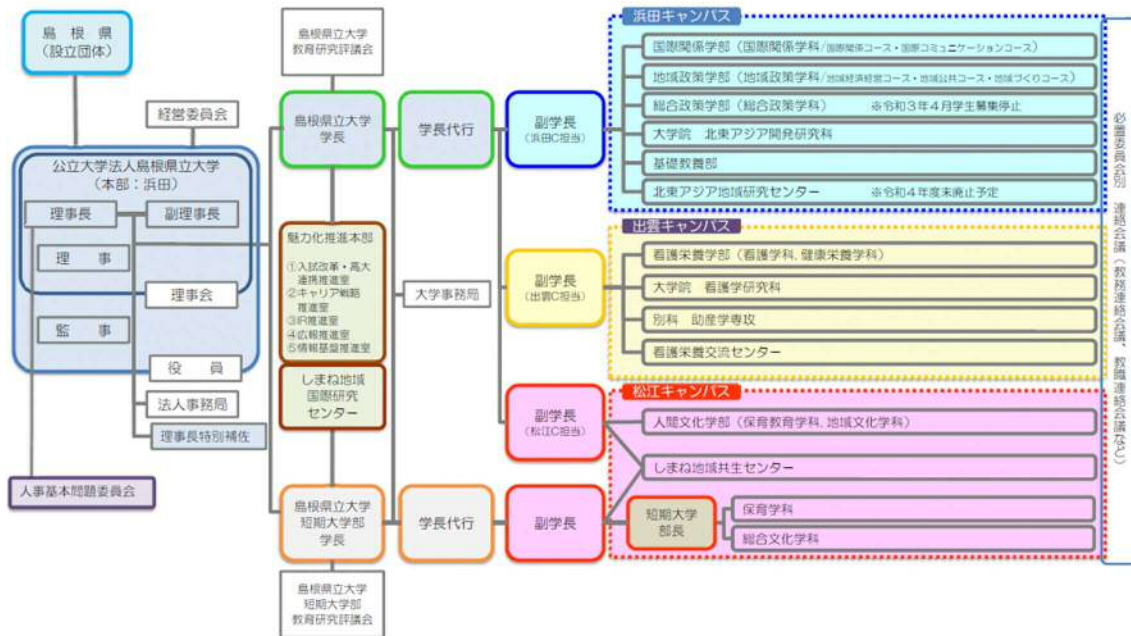 島根県
(設立団体)
経営委員会
公立大学法人島根県立大学
(本部:浜田)
理事長
副理事長
理事
理事会
監事
役員
法人事務局
理事長特別補佐
人事基本問題委員会
島根県立大学
教育研究評議会
島根県立大学
学長
魅力化推進本部
①入試改革・高大
連携推進室
②キャリア戦略
推進室
③IR推進室
④広報推進室
⑤情報基盤推進室
しまね地域
国際研究
センター
島根県立大学
短期大学部
学長
島根県立大学
短期大学部
教育研究評議会
学長代行
大学事務局
学長代行
副学長
(浜田C担当)
副学長
(出雲C担当)
副学長
(松江C担当)
副学長
浜田キャンパス
国際関係学部(国際関係学科/国際関係コース・国際コミュニケーションコース)
地域政策学部(地域政策学科/地域経済経営コース・地域公共コース・地域づくりコース)
総合政策学部(総合政策学科) ※令和3年4月学生募集停止
大学院 北東アジア開発研究科
基礎教養部
北東アジア地域研究センター ※令和4年度末廃止予定
出雲キャンパス
看護栄養学部(看護学科,健康栄養学科)
大学院 看護学研究科
別科 助産学専攻
看護栄養交流センター
松江キャンパス
人間文化学部(保育教育学科,地域文化学科)
しまね地域共生センター
短期大学
部長
保育学科
総合文化学科
必置委員会別 連絡会議(教務連絡会議、教職連絡会議など)